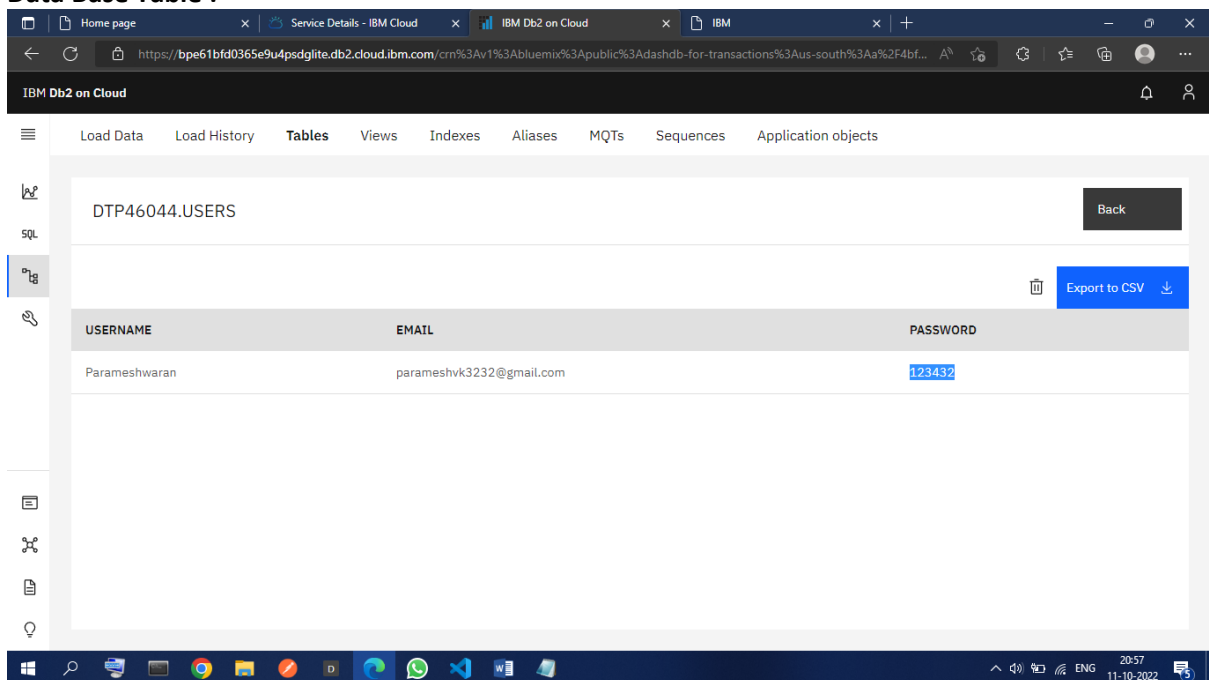 Data Base Table :
Home page
Service Details - IBM Cloud
IBM Db2 on Cloud
IBM
https://bpe61bfd0365e9u4psdglite.db2.cloud.ibm.com/crn%3Av1%3Abluemix%3Apublic%3Adashdb-for-transactions%3Aus-south%3Aa%2F4bf...
IBM Db2 on Cloud
Load Data Load History Tables Views Indexes Aliases MQTs Sequences Application objects
DTP46044.USERS
Back
SQL
Export to CSV
USERNAME EMAIL PASSWORD
Parameshwaran parameshvk3232@gmail.com 123432
ENG
20:57
11-10-2022
5